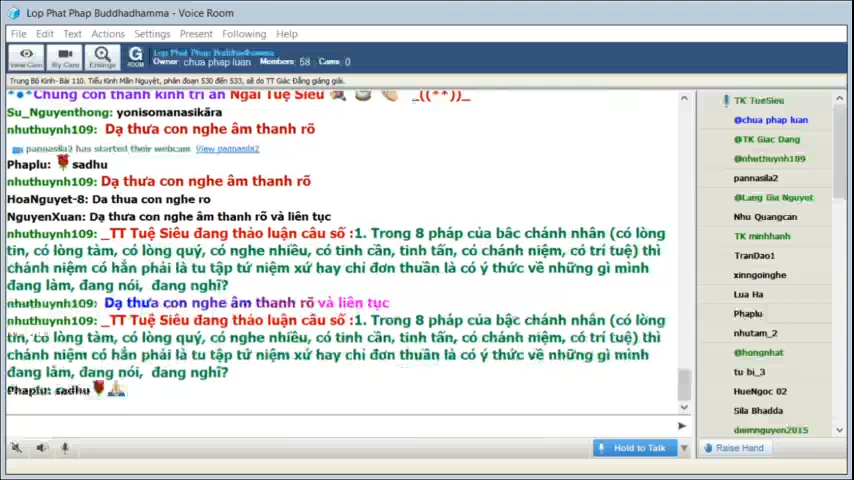 Lop Phat Phap Buddhadhamma - Voice Room
File Edit Text Actions Settings Present Following Help
View Cam My Cam Enlarge G ROOM
Lop Phat Phap Buddhadhamma
Owner: chua phap luan Members: 58 Cams: 0
Trung Bộ Kinh- Bài 110. Tiểu Kinh Mãn Nguyệt, phân đoạn 530 đến 533, sẽ do TT Giác Đẳng giảng giải.
Chúng con thành kính tri ân Ngài Tuệ Siêu _((**))_
Su_Nguyenthong: yonisomanasikāra
nhuthuynh109: Dạ thưa con nghe âm thanh rõ
pannasila2 has started their webcam. View pannasila2
Phaplu: sadhu
nhuthuynh109: Dạ thưa con nghe âm thanh rõ
HoaNguyet-8: Da thua con nghe ro
NguyenXuan: Dạ thưa con nghe âm thanh rõ và liên tục
nhuthuynh109: _TT Tuệ Siêu đang thảo luận câu số :1. Trong 8 pháp của bâc chánh nhân (có lòng
tin, có lòng tàm, có lòng quý, có nghe nhiều, có tinh cần, tinh tấn, có chánh niệm, có trí tuệ) thì
chánh niệm có hẳn phải là tu tập tứ niệm xứ hay chỉ đơn thuần là có ý thức về những gì mình
đang làm, đang nói, đang nghĩ?
nhuthuynh109: Dạ thưa con nghe âm thanh rõ và liên tục
nhuthuynh109: _TT Tuệ Siêu đang thảo luận câu số :1. Trong 8 pháp của bậc chánh nhân (có lòng
tin, có lòng tàm, có lòng quý, có nghe nhiều, có tinh cần, tinh tấn, có chánh niệm, có trí tuệ) thì
chánh niệm có hẳn phải là tu tập tứ niệm xứ hay chỉ đơn thuần là có ý thức về những gì mình
đang làm, đang nói, đang nghĩ?
Phaplu: sadhu
TK TueSieu
@chua phap luan
@TK Giac Dang
@nhuthuynh109
pannasila2
@Lang Gia Nguyet
Nhu Quangcan
TK minhhanh
TranDao1
xinngoinghe
Lua Ha
Phaplu
nhutam_2
@hongnhat
tu bi_3
HueNgoc 02
Sila Bhadda
diemnguyen2015
Hold to Talk
Raise Hand